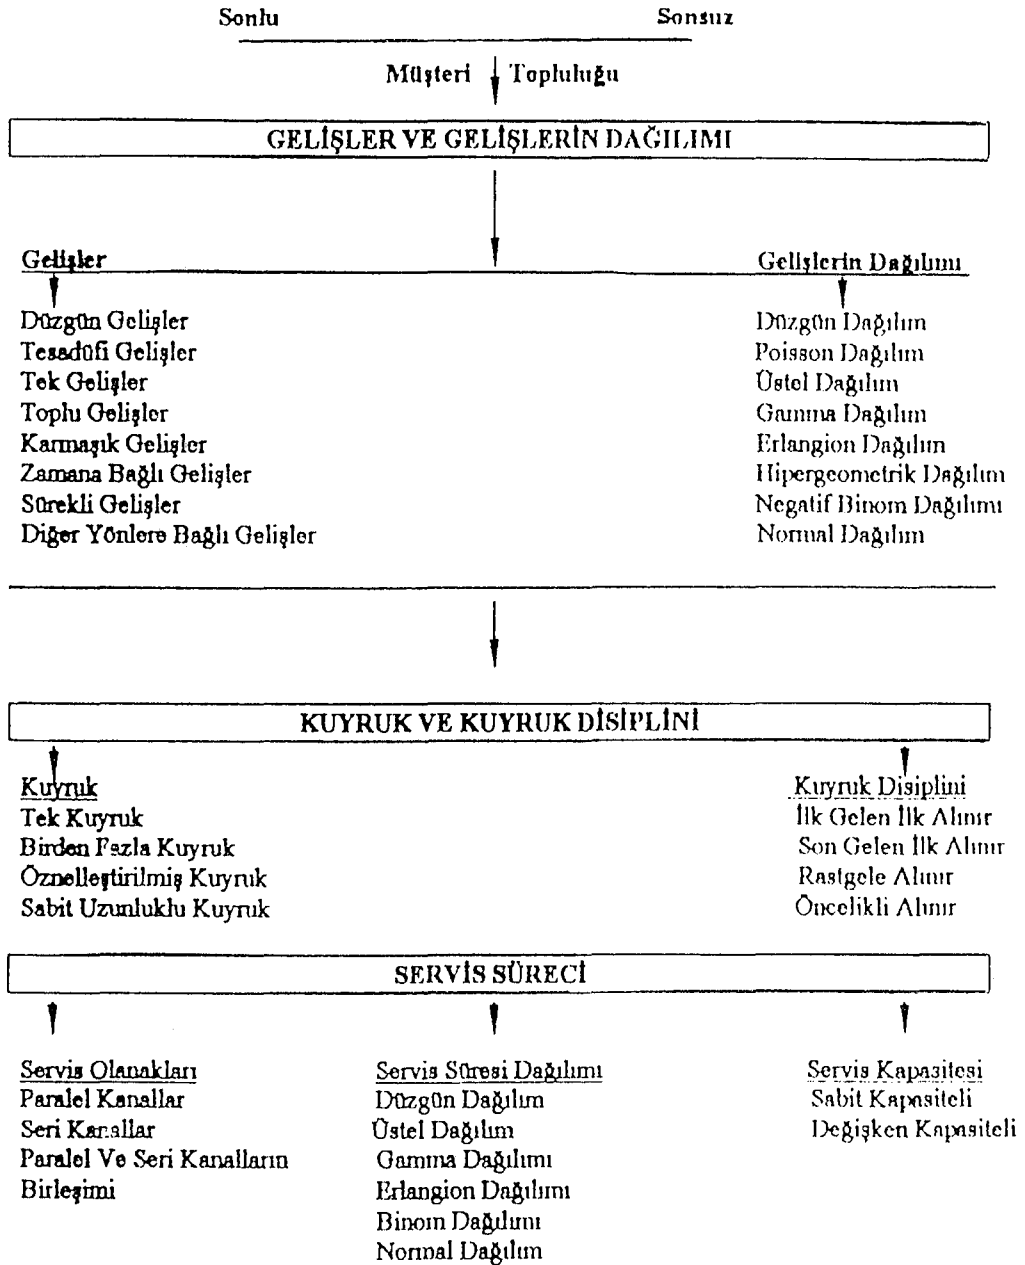 Sonlu Sonsuz
Müşteri Topluluğu
GELİŞLER VE GELİŞLERİN DAĞILIMI
Gelişler Gelişlerin Dağılımı
Düzgün Gelişler Düzgün Dağılım
Tesadüfi Gelişler Poisson Dağılım
Tek Gelişler Üstel Dağılım
Toplu Gelişler Gamma Dağılım
Karmaşık Gelişler Erlangion Dağılım
Zamana Bağlı Gelişler Hipergeometrik Dağılım
Sürekli Gelişler Negatif Binom Dağılımı
Diğer Yönlere Bağlı Gelişler Normal Dağılım
KUYRUK VE KUYRUK DİSİPLİNİ
Kuyruk Kuyruk Disiplini
Tek Kuyruk İlk Gelen İlk Alınır
Birden Fazla Kuyruk Son Gelen İlk Alınır
Öznelleştirilmiş Kuyruk Rastgele Alınır
Sabit Uzunluklu Kuyruk Öncelikli Alınır
SERVİS SÜRECİ
Servis Olanakları Servis Süresi Dağılımı Servis Kapasitesi
Paralel Kanallar Düzgün Dağılım Sabit Kapasiteli
Seri Kanallar Üstel Dağılım Değişken Kapasiteli
Paralel Ve Seri Kanalların Gamma Dağılımı
Birleşimi Erlangion Dağılımı
Binom Dağılımı
Normal Dağılım